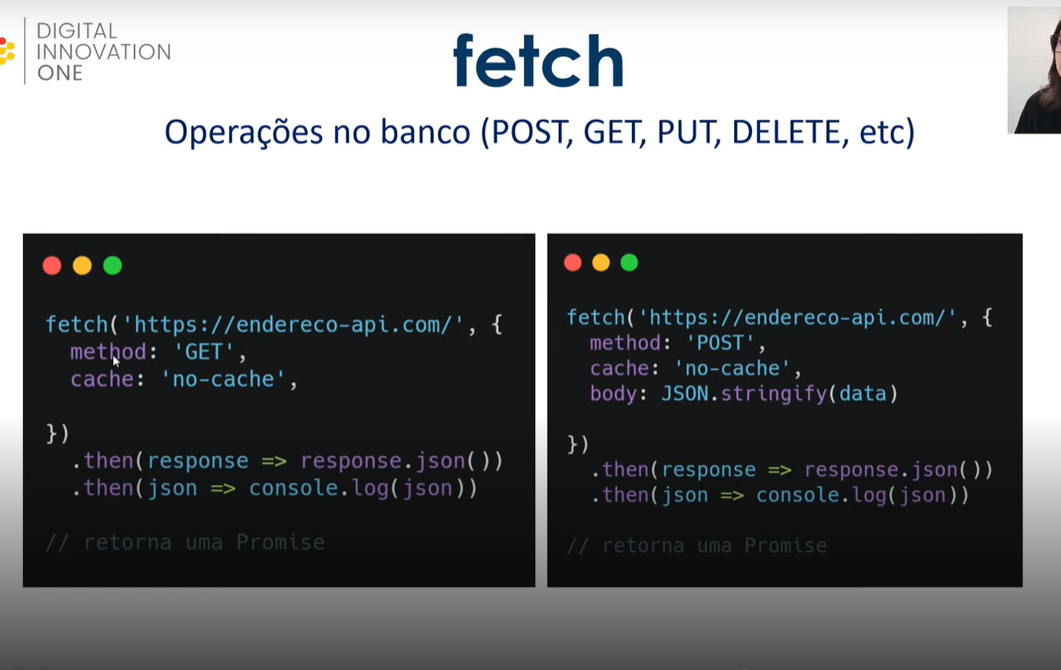 DIGITAL
INNOVATION
ONE
fetch
Operações no banco (POST, GET, PUT, DELETE, etc)
fetch('https://endereco-api.com/', {
method: 'GET',
cache: 'no-cache',
})
.then(response => response.json())
.then(json => console.log(json))
// retorna uma Promise
fetch('https://endereco-api.com/', {
method: 'POST',
cache: 'no-cache',
body: JSON.stringify(data)
})
.then(response => response.json())
.then(json => console.log(json))
// retorna uma Promise